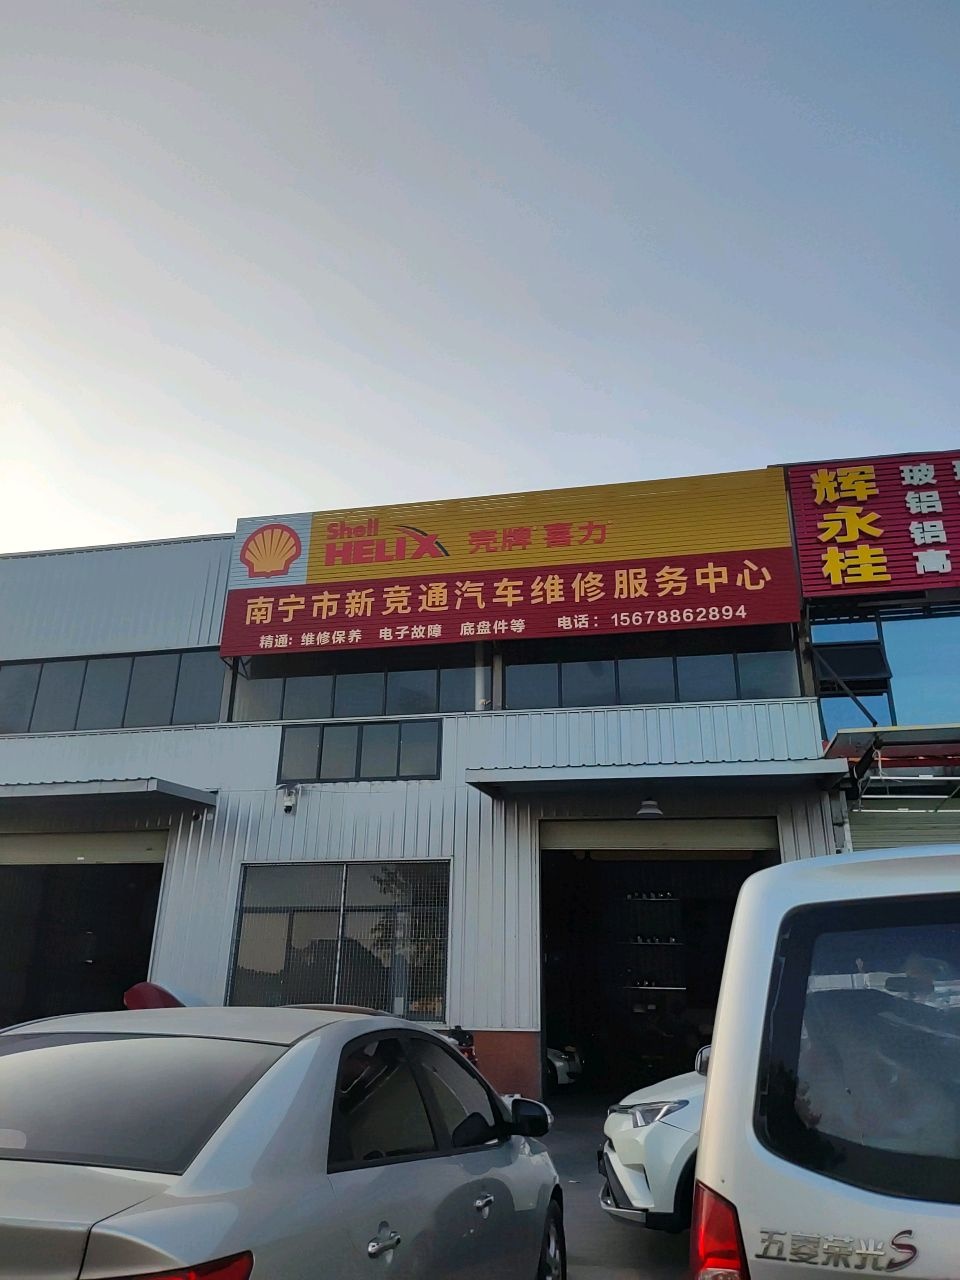 Shell
HELIX 壳牌 喜力
南宁市新竞通汽车维修服务中心
精通: 维修保养 电子故障 底盘件等 电话: 15678862894
辉永桂
玻
铝
铝
高
五菱荣光S